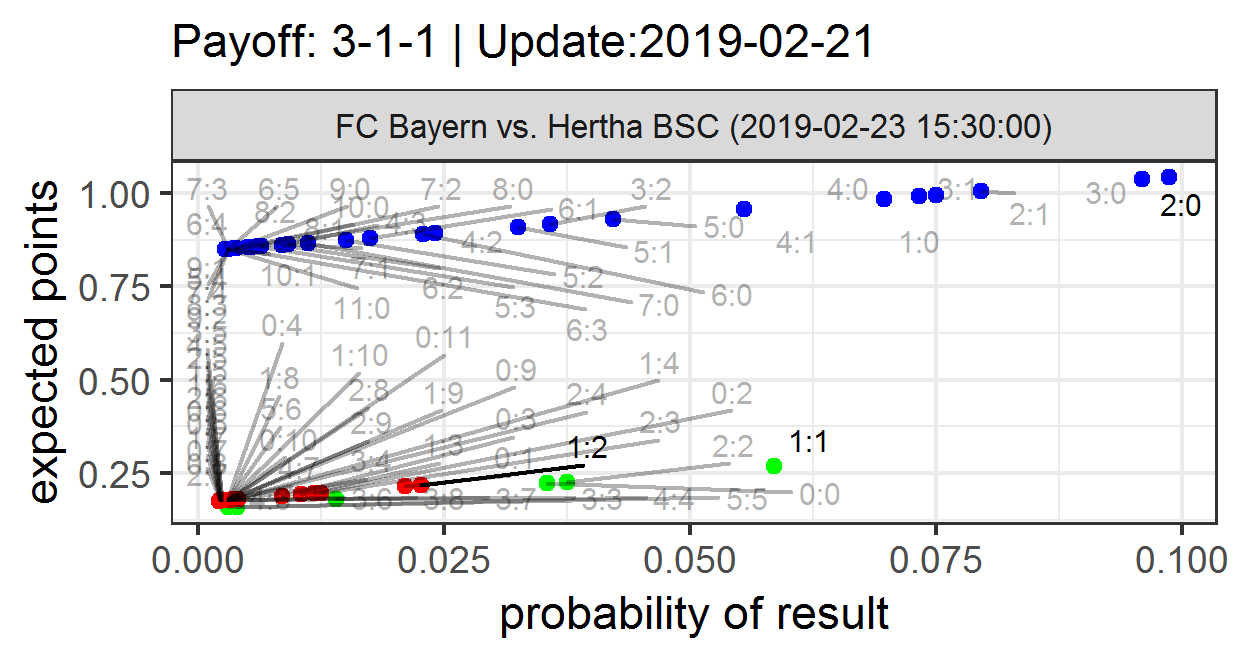 Payoff: 3-1-1 | Update:2019-02-21
FC Bayern vs. Hertha BSC (2019-02-23 15:30:00)
expected points
1.00
0.75
0.50
0.25
7:3 6:5 9:0 7:2 8:0 3:2 4:0 3:1 3:0 2:0
6:4 8:2 10:0 8:1 4:3 6:1 5:0 2:1
4:2 5:1 4:1 1:0
10:1 7:1 6:2 5:2 6:0
11:0 5:3 7:0
6:3
0:4 0:11
1:10 0:9 1:4
1:8 2:8 1:9 2:4 0:2
5:6 2:9 0:3 2:3
0:10 1:3 1:2 2:2 1:1
2:7 3:4 0:1
3:6 3:8 3:7 3:3 4:4 5:5 0:0
0.000 0.025 0.050 0.075 0.100
probability of result